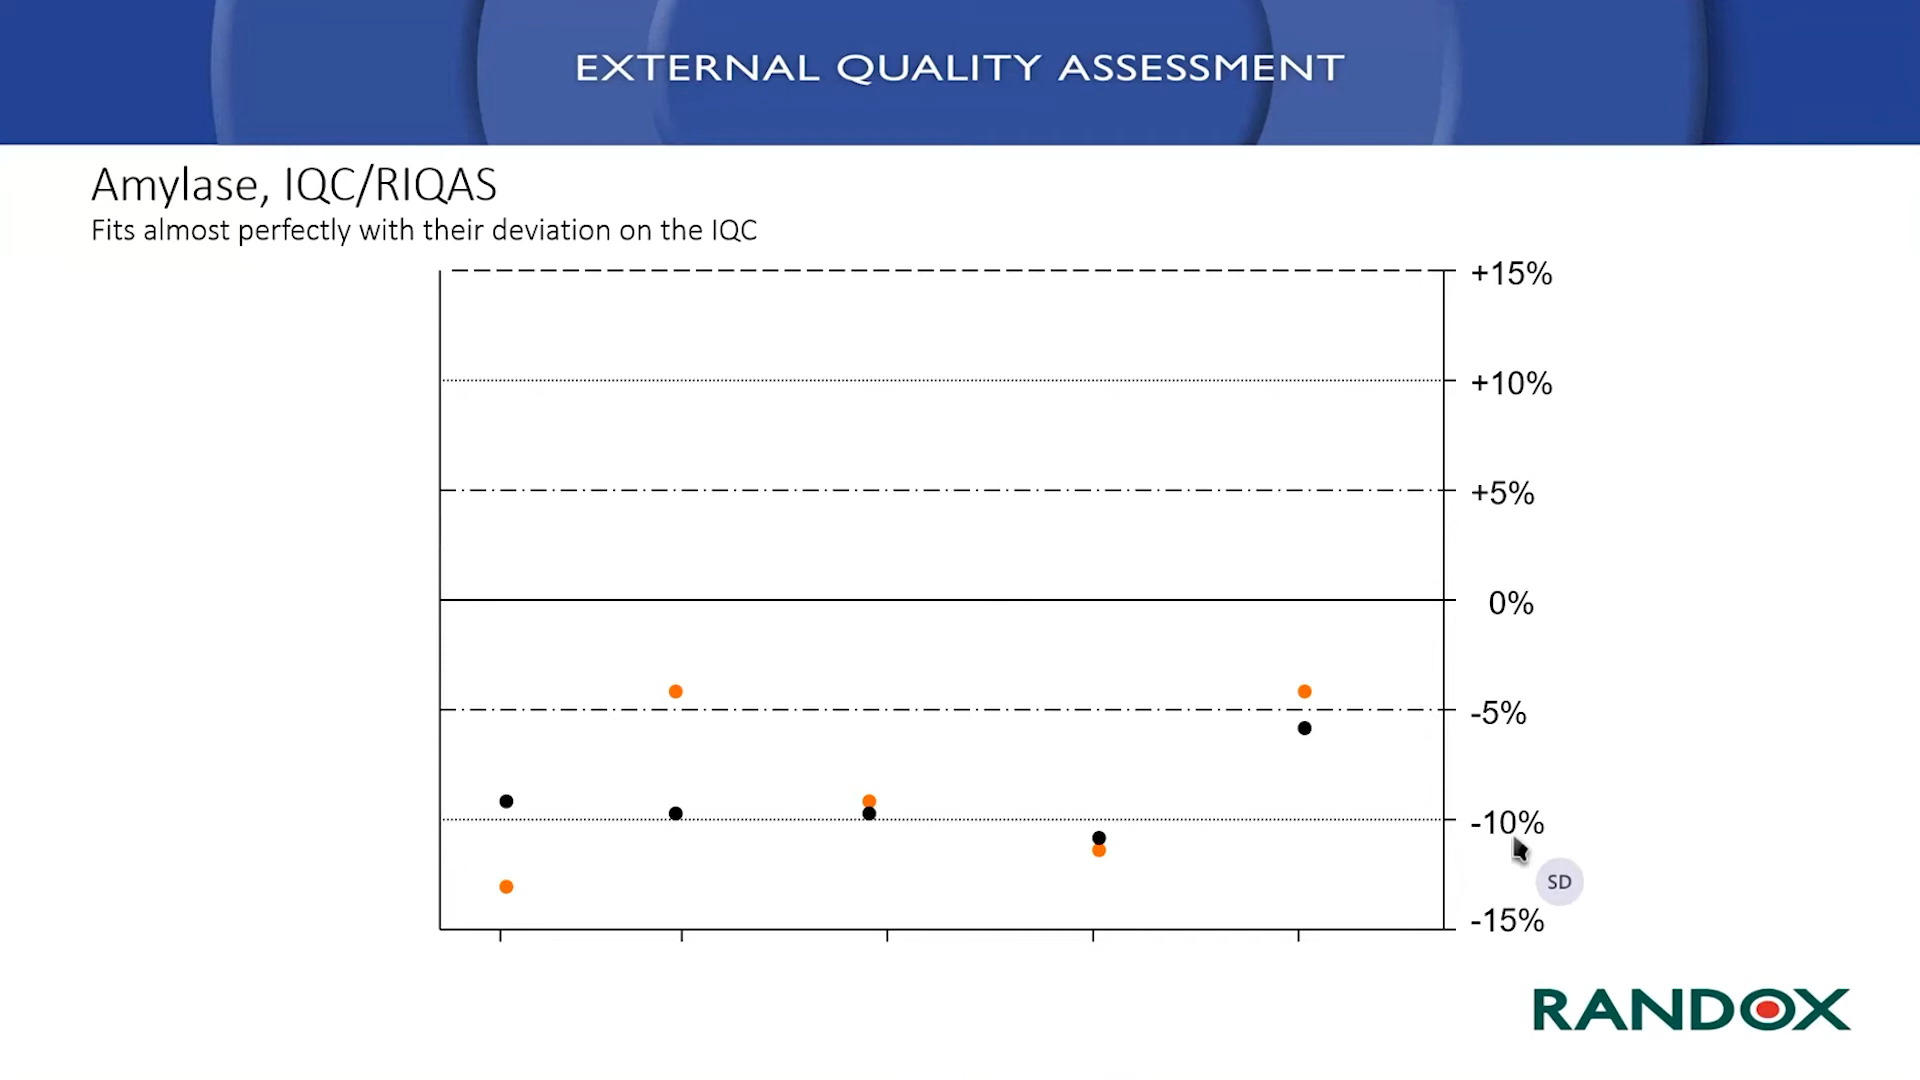 EXTERNAL QUALITY ASSESSMENT
Amylase, IQC/RIQAS
Fits almost perfectly with their deviation on the IQC
+15%
+10%
+5%
0%
-5%
-10%
SD
-15%
RANDOX